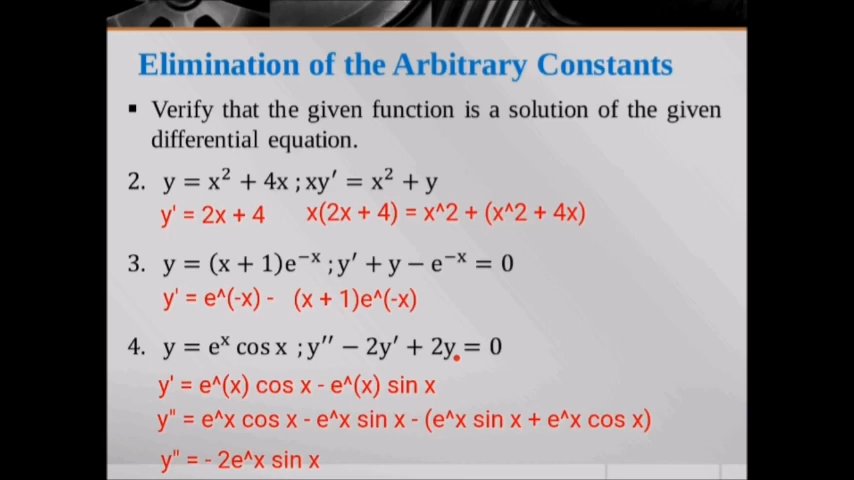 Elimination of the Arbitrary Constants
▪ Verify that the given function is a solution of the given
differential equation.
2. y = x² + 4x ; xy′ = x² + y
y' = 2x + 4 x(2x + 4) = x^2 + (x^2 + 4x)
3. y = (x + 1)e⁻ˣ ; y′ + y − e⁻ˣ = 0
y' = e^(-x) - (x + 1)e^(-x)
4. y = eˣ cos x ; y′′ − 2y′ + 2y = 0
y' = e^(x) cos x - e^(x) sin x
y" = e^x cos x - e^x sin x - (e^x sin x + e^x cos x)
y" = - 2e^x sin x